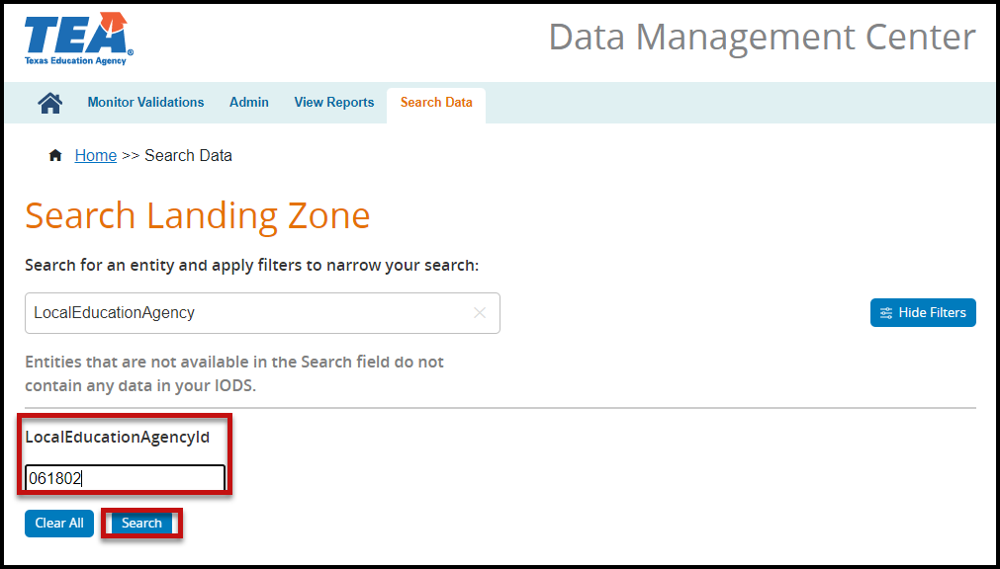 TEA®
Texas Education Agency
Data Management Center
Monitor Validations Admin View Reports Search Data
Home >> Search Data
Search Landing Zone
Search for an entity and apply filters to narrow your search:
LocalEducationAgency
Hide Filters
Entities that are not available in the Search field do not
contain any data in your IODS.
LocalEducationAgencyId
061802
Clear All Search